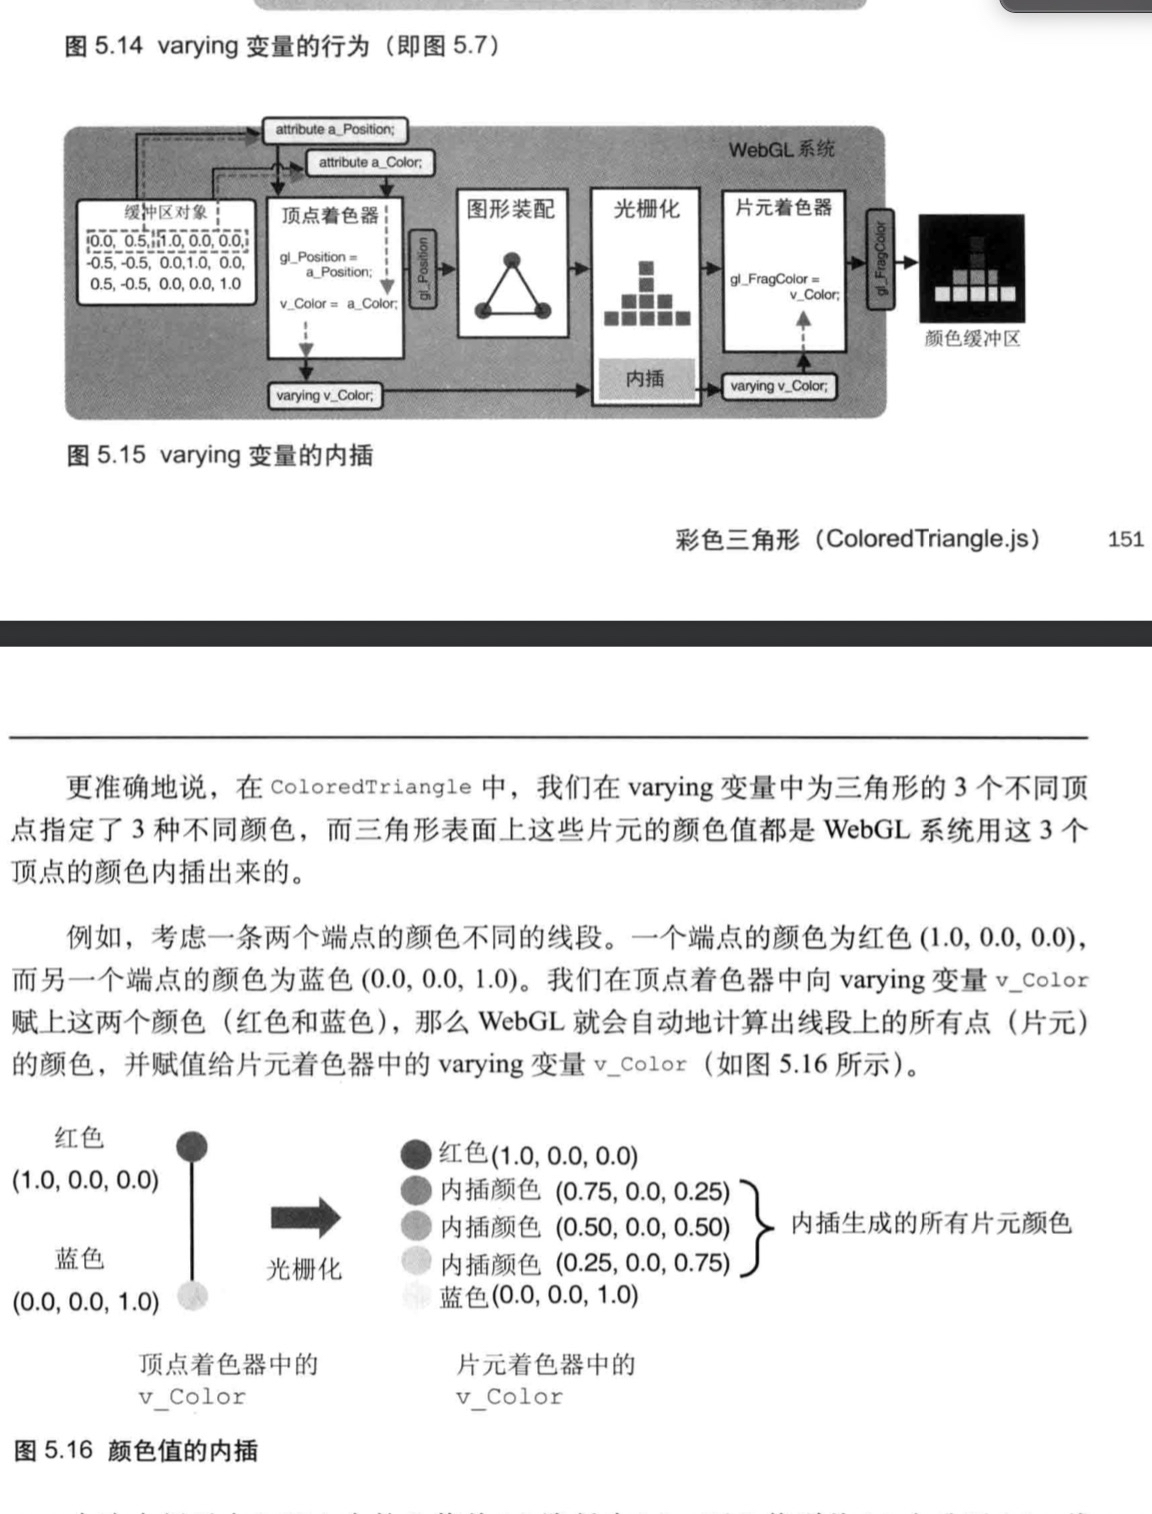 图 5.14 varying 变量的行为（即图 5.7）
attribute a_Position;
attribute a_Color;
WebGL 系统
缓冲区对象
0.0, 0.5, 1.0, 0.0, 0.0,
-0.5, -0.5, 0.0,1.0, 0.0,
0.5, -0.5, 0.0, 0.0, 1.0
顶点着色器
gl_Position =
a_Position;
v_Color = a_Color;
gl_Position
varying v_Color;
图形装配
光栅化
内插
片元着色器
gl_FragColor =
v_Color;
varying v_Color;
gl_FragColor
颜色缓冲区
图 5.15 varying 变量的内插
彩色三角形（ColoredTriangle.js） 151
更准确地说，在 ColoredTriangle 中，我们在 varying 变量中为三角形的 3 个不同顶
点指定了 3 种不同颜色，而三角形表面上这些片元的颜色值都是 WebGL 系统用这 3 个
顶点的颜色内插出来的。
例如，考虑一条两个端点的颜色不同的线段。一个端点的颜色为红色 (1.0, 0.0, 0.0)，
而另一个端点的颜色为蓝色 (0.0, 0.0, 1.0)。我们在顶点着色器中向 varying 变量 v_Color
赋上这两个颜色（红色和蓝色），那么 WebGL 就会自动地计算出线段上的所有点（片元）
的颜色，并赋值给片元着色器中的 varying 变量 v_Color（如图 5.16 所示）。
红色
(1.0, 0.0, 0.0)
蓝色
(0.0, 0.0, 1.0)
光栅化
红色(1.0, 0.0, 0.0)
内插颜色 (0.75, 0.0, 0.25)
内插颜色 (0.50, 0.0, 0.50)
内插颜色 (0.25, 0.0, 0.75)
蓝色(0.0, 0.0, 1.0)
内插生成的所有片元颜色
顶点着色器中的
v_Color
片元着色器中的
v_Color
图 5.16 颜色值的内插